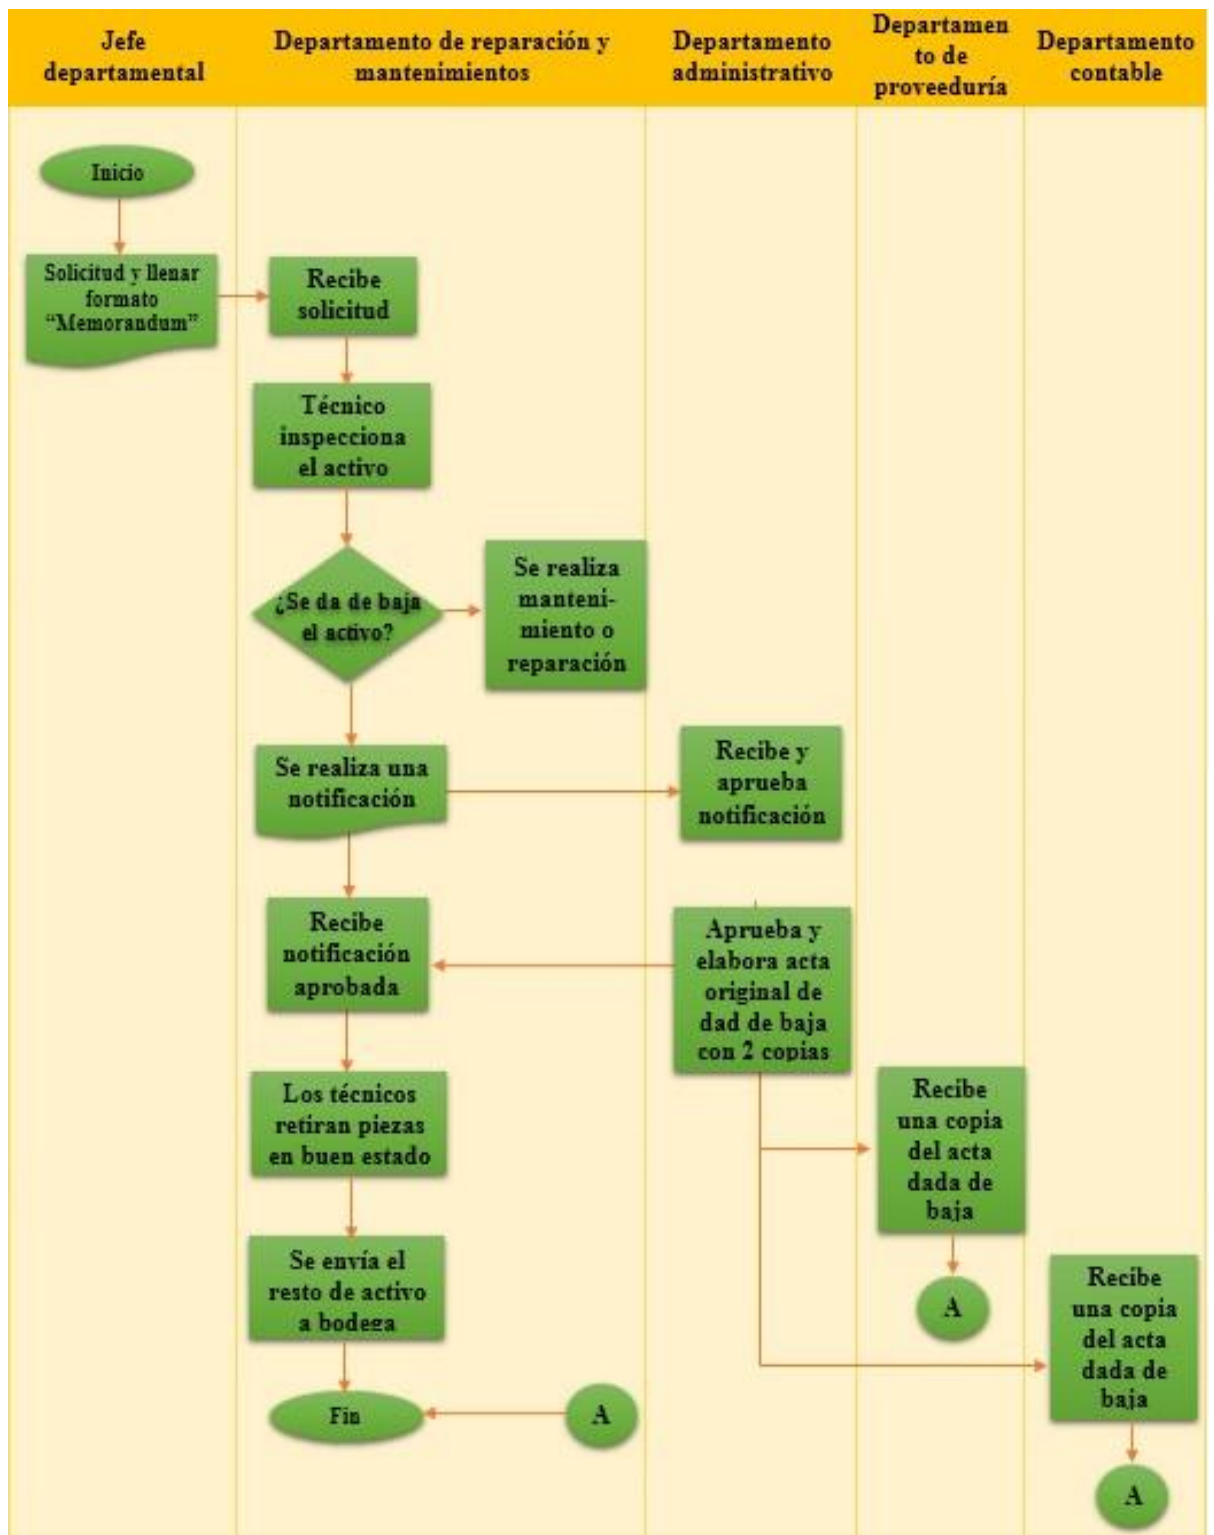 Jefe
departamental
Departamento de reparación y
mantenimientos
Departamento
administrativo
Departamen
to de
proveeduría
Departamento
contable
Inicio
Solicitud y llenar
formato
“Memorandum”
Recibe
solicitud
Técnico
inspecciona
el activo
¿Se da de baja
el activo?
Se realiza
manteni-
miento o
reparación
Se realiza una
notificación
Recibe y
aprueba
notificación
Recibe
notificación
aprobada
Aprueba y
elabora acta
original de
dad de baja
con 2 copias
Los técnicos
retiran piezas
en buen estado
Recibe
una copia
del acta
dada de
baja
A
Se envía el
resto de activo
a bodega
Recibe
una copia
del acta
dada de
baja
A
Fin
A